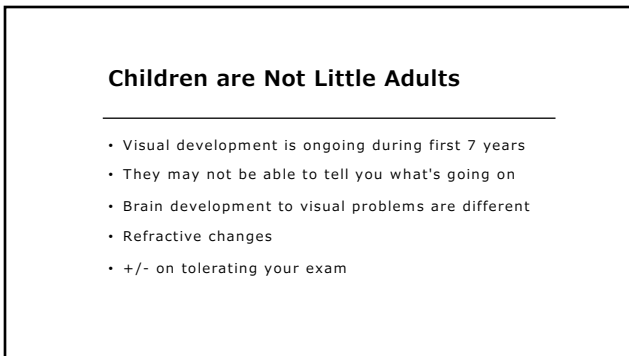 Children are Not Little Adults
• Visual development is ongoing during first 7 years
• They may not be able to tell you what's going on
• Brain development to visual problems are different
• Refractive changes
• +/- on tolerating your exam